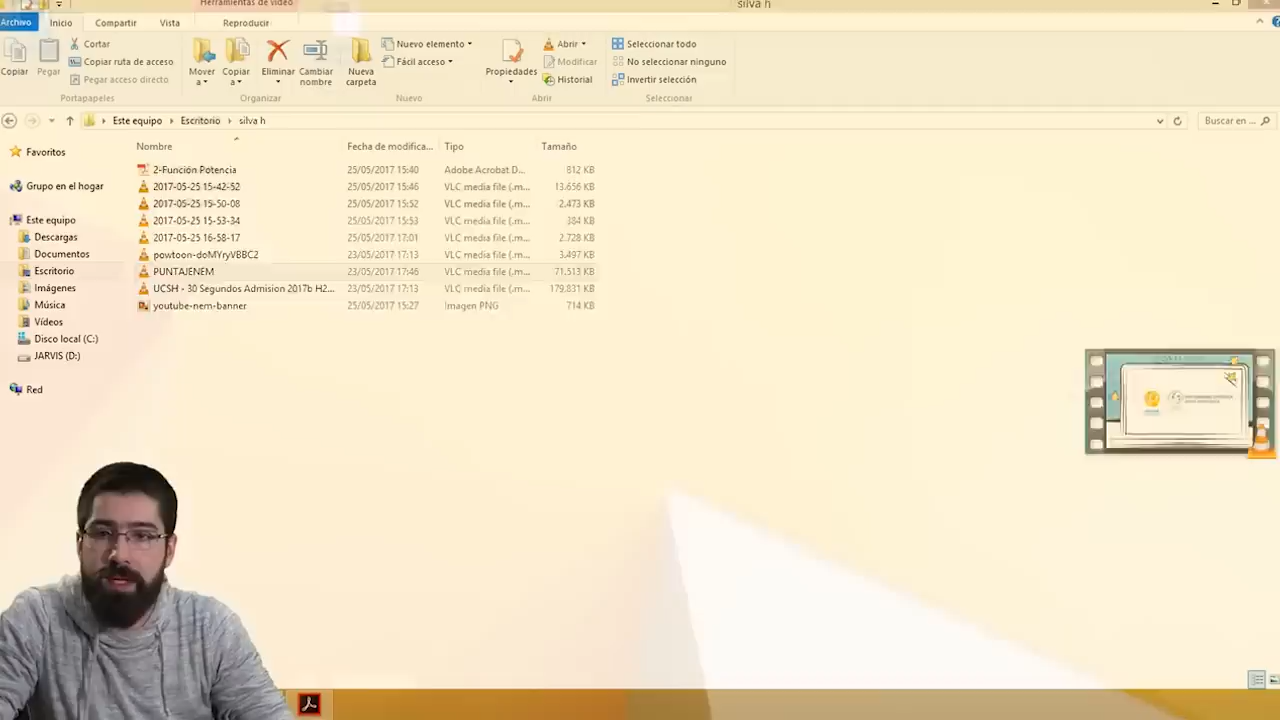 Herramientas de video
silva h
Archivo Inicio Compartir Vista Reproducir
Copiar
Pegar
Cortar
Copiar ruta de acceso
Pegar acceso directo
Portapapeles
Mover a
Copiar a
Eliminar
Cambiar nombre
Organizar
Nueva carpeta
Nuevo elemento
Fácil acceso
Nuevo
Propiedades
Abrir
Modificar
Historial
Abrir
Seleccionar todo
No seleccionar ninguno
Invertir selección
Seleccionar
Este equipo Escritorio silva h
Buscar en ...
Nombre Fecha de modifica... Tipo Tamaño
2-Función Potencia 25/05/2017 15:40 Adobe Acrobat D... 812 KB
2017-05-25 15-42-52 25/05/2017 15:46 VLC media file (.m... 13.656 KB
2017-05-25 15-50-08 25/05/2017 15:52 VLC media file (.m... 2.473 KB
2017-05-25 15-53-34 25/05/2017 15:53 VLC media file (.m... 384 KB
2017-05-25 16-58-17 25/05/2017 17:01 VLC media file (.m... 2.728 KB
powtoon-doMYryVBBC2 23/05/2017 17:13 VLC media file (.m... 3.497 KB
PUNTAJENEM 23/05/2017 17:46 VLC media file (.m... 71.513 KB
UCSH - 30 Segundos Admision 2017b H2... 23/05/2017 17:13 VLC media file (.m... 179.831 KB
youtube-nem-banner 25/05/2017 15:27 Imagen PNG 714 KB
Favoritos
Grupo en el hogar
Este equipo
Descargas
Documentos
Escritorio
Imágenes
Música
Vídeos
Disco local (C:)
JARVIS (D:)
Red